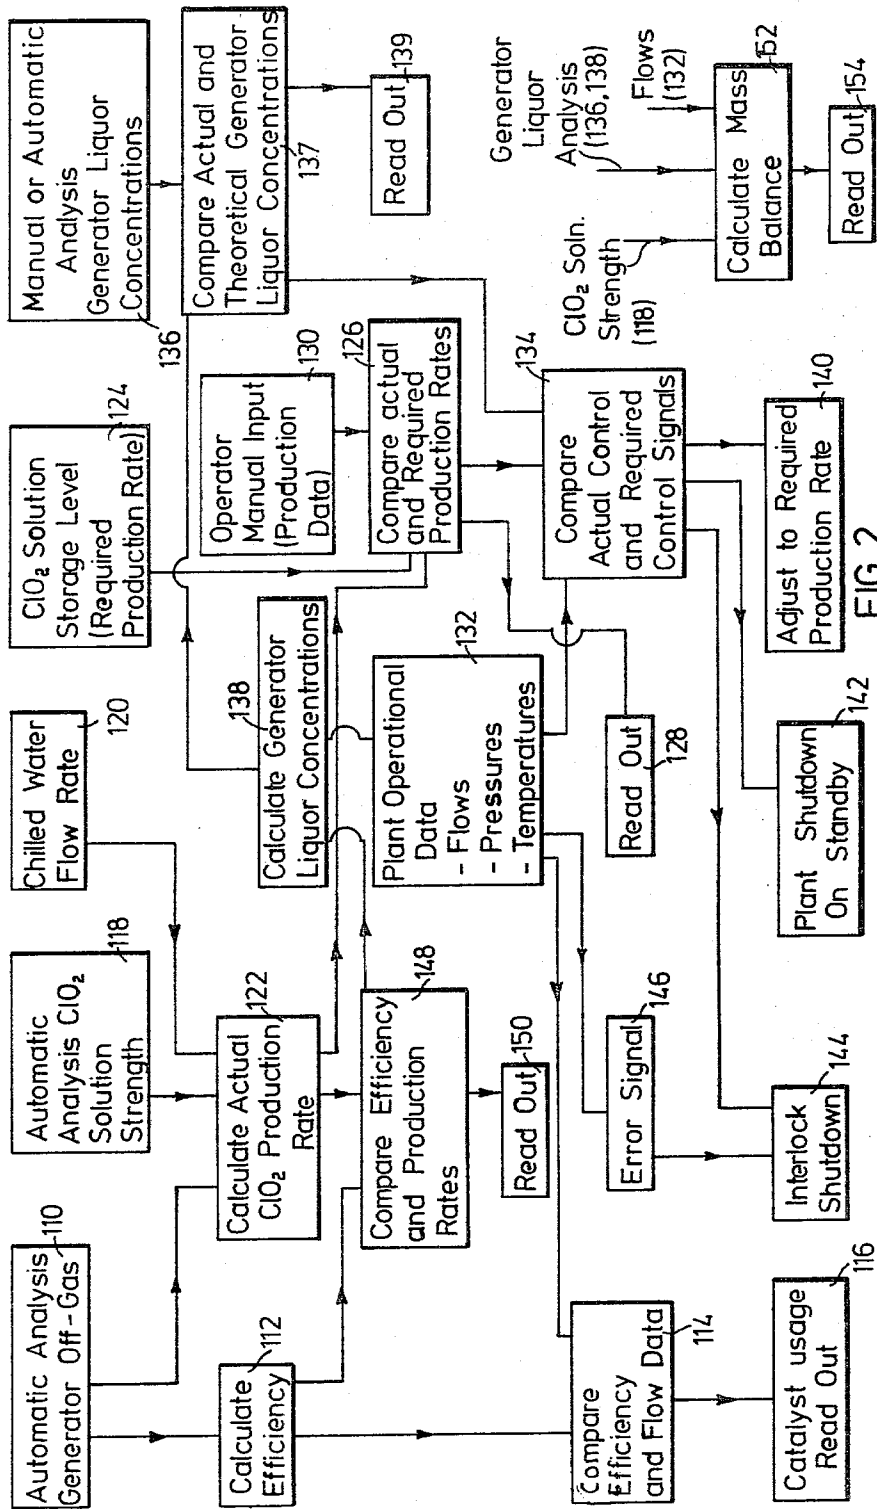 Automatic Analysis
Generator Off-Gas
110
Automatic
Analysis ClO₂
Solution
Strength
118
Chilled Water
Flow Rate
120
ClO₂ Solution
Storage Level
(Required
Production Rate)
124
Manual or Automatic
Analysis
Generator Liquor
Concentrations
136
Calculate
Efficiency
112
Calculate Actual
ClO₂ Production
Rate
122
Calculate Generator
Liquor Concentrations
138
Operator
Manual Input
(Production
Data)
130
Compare Actual and
Theoretical Generator
Liquor Concentrations
137
Read Out
139
Compare Efficiency
and Production
Rates
148
Read Out
150
Plant Operational
Data
- Flows
- Pressures
- Temperatures
132
Compare actual
and Required
Production Rates
126
Compare
Actual Control
and Required
Control Signals
134
Read Out
128
Compare
Efficiency
and Flow Data
114
Error Signal
146
Catalyst usage
Read Out
116
Interlock
Shutdown
144
Plant Shutdown
On Standby
142
Adjust to Required
Production Rate
140
ClO₂ Soln.
Strength
(118)
Generator
Liquor
Analysis
(136,138)
Flows
(132)
Calculate Mass
Balance
152
Read Out
154
FIG. 2